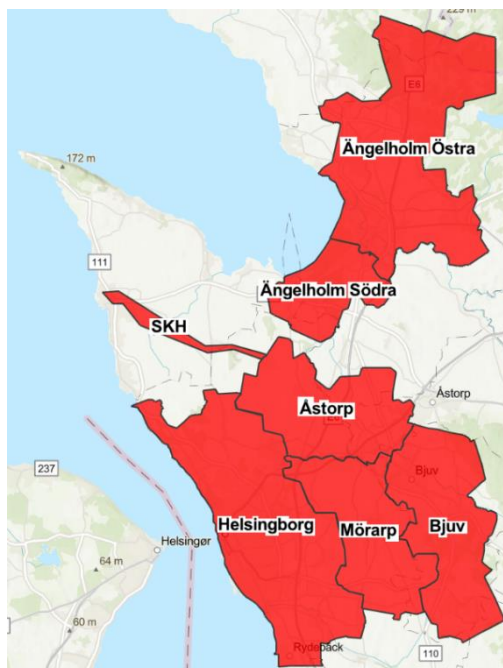 229 m
E6
Ängelholm Östra
172 m
111
Ängelholm Södra
SKH
Åstorp
Åstorp
E6
237
Bjuv
Helsingborg
Mörarp
Bjuv
Helsingør
64 m
60 m
Rydebäck
110